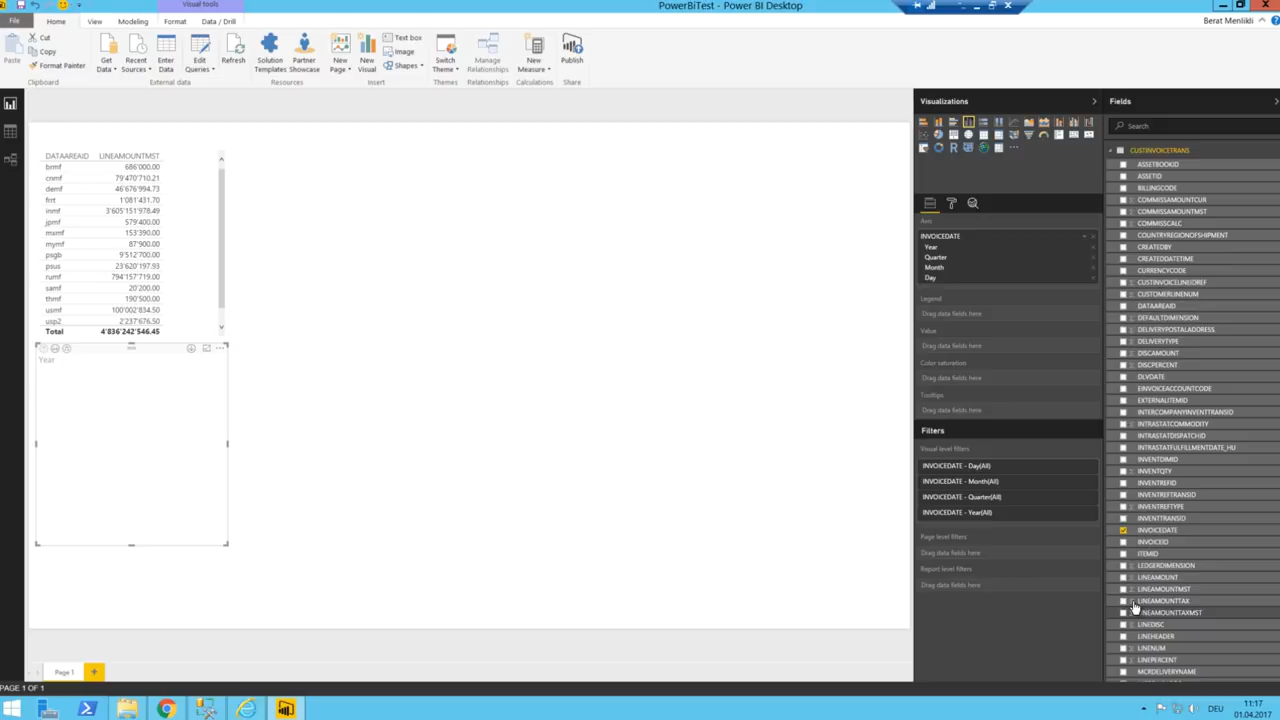 Visual tools
PowerBiTest - Power BI Desktop
File
Home
View
Modeling
Format
Data / Drill
Berat Menlikli
Paste
Cut
Copy
Format Painter
Get Data
Recent Sources
Enter Data
Edit Queries
Refresh
Solution Templates
Partner Showcase
New Page
New Visual
Text box
Image
Shapes
Switch Theme
Manage Relationships
New Measure
Publish
Clipboard
External data
Resources
Insert
Themes
Relationships
Calculations
Share
DATAAREAID LINEAMOUNTMST
brmf 686'000.00
cnmf 79'470'710.21
demf 46'676'994.73
frrt 1'081'431.70
inmf 3'605'151'978.49
jpmf 579'400.00
mxmf 153'390.00
mymf 87'900.00
psgb 9'512'700.00
psus 23'620'197.93
rumf 794'157'719.00
samf 20'200.00
thmf 190'500.00
usmf 100'002'834.50
usp2 2'237'676.50
Total 4'836'242'546.45
Year
Visualizations
Axis
INVOICEDATE
Year
Quarter
Month
Day
Legend
Drag data fields here
Value
Drag data fields here
Color saturation
Drag data fields here
Tooltips
Drag data fields here
Filters
Visual level filters
INVOICEDATE - Day(All)
INVOICEDATE - Month(All)
INVOICEDATE - Quarter(All)
INVOICEDATE - Year(All)
Page level filters
Drag data fields here
Report level filters
Drag data fields here
Fields
Search
CUSTINVOICETRANS
ASSETBOOKID
ASSETID
BILLINGCODE
COMMISSAMOUNTCUR
COMMISSAMOUNTMST
COMMISSCALC
COUNTRYREGIONOFSHIPMENT
CREATEDBY
CREATEDDATETIME
CURRENCYCODE
CUSTINVOICELINEIDREF
CUSTOMERLINENUM
DATAAREAID
DEFAULTDIMENSION
DELIVERYPOSTALADDRESS
DELIVERYTYPE
DISCAMOUNT
DISCPERCENT
DLVDATE
EINVOICEACCOUNTCODE
EXTERNALITEMID
INTERCOMPANYINVENTTRANSID
INTRASTATCOMMODITY
INTRASTATDISPATCHID
INTRASTATFULFILLMENTDATE_HU
INVENTDIMID
INVENTQTY
INVENTREFID
INVENTREFTRANSID
INVENTREFTYPE
INVENTTRANSID
INVOICEDATE
INVOICEID
ITEMID
LEDGERDIMENSION
LINEAMOUNT
LINEAMOUNTMST
LINEAMOUNTTAX
LINEAMOUNTTAXMST
LINEDISC
LINEHEADER
LINENUM
LINEPERCENT
MCRDELIVERYNAME
Page 1
PAGE 1 OF 1
DEU
11:17
01.04.2017